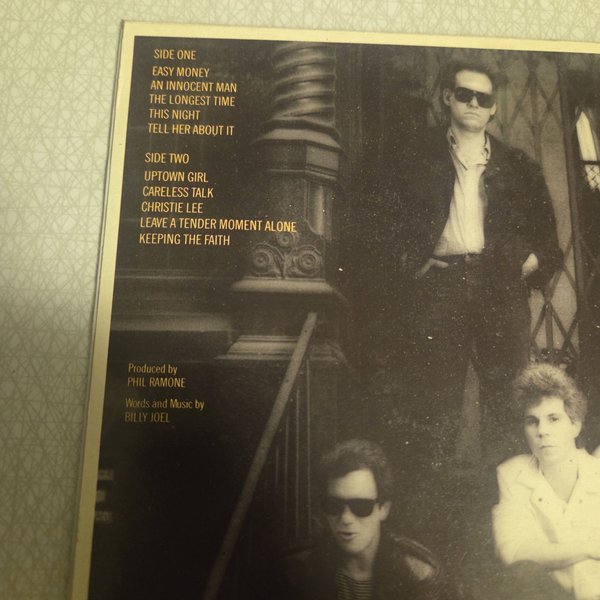 SIDE ONE
EASY MONEY
AN INNOCENT MAN
THE LONGEST TIME
THIS NIGHT
TELL HER ABOUT IT
SIDE TWO
UPTOWN GIRL
CARELESS TALK
CHRISTIE LEE
LEAVE A TENDER MOMENT ALONE
KEEPING THE FAITH
Produced by
PHIL RAMONE
Words and Music by
BILLY JOEL